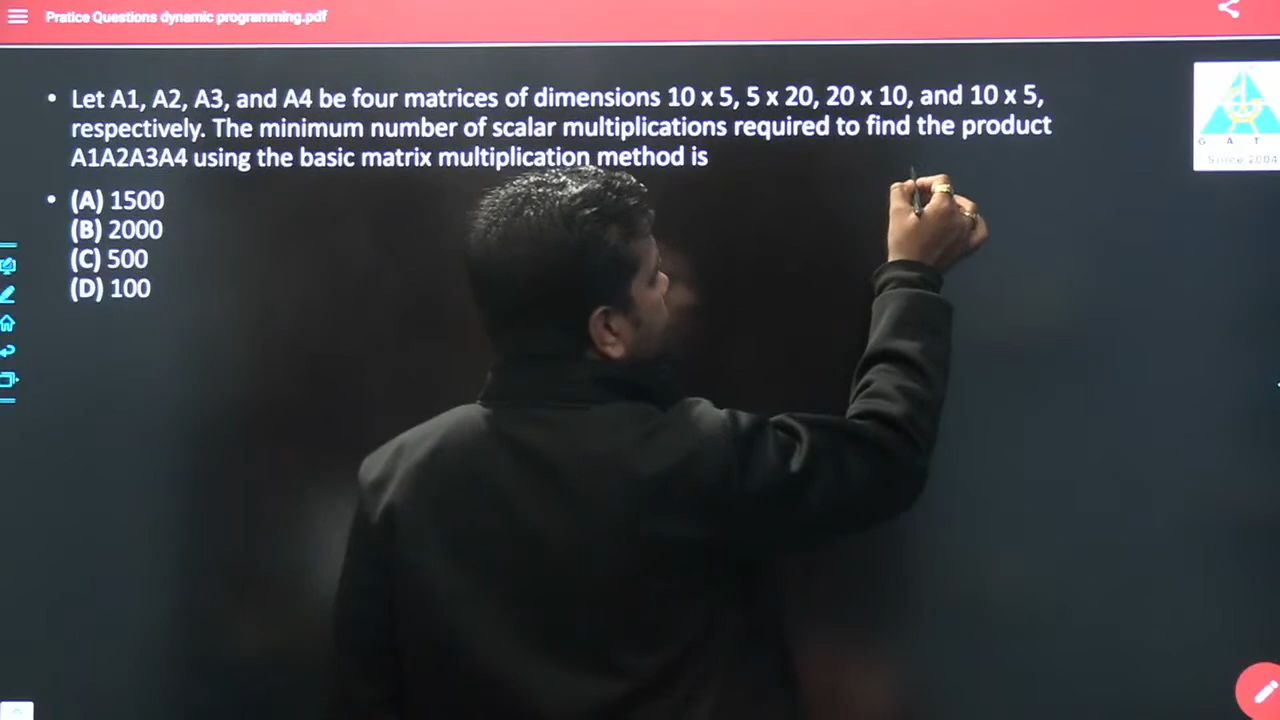 Pratice Questions dynamic programming.pdf
• Let A1, A2, A3, and A4 be four matrices of dimensions 10 x 5, 5 x 20, 20 x 10, and 10 x 5,
respectively. The minimum number of scalar multiplications required to find the product
A1A2A3A4 using the basic matrix multiplication method is
• (A) 1500
(B) 2000
(C) 500
(D) 100
G A T
Since 2004